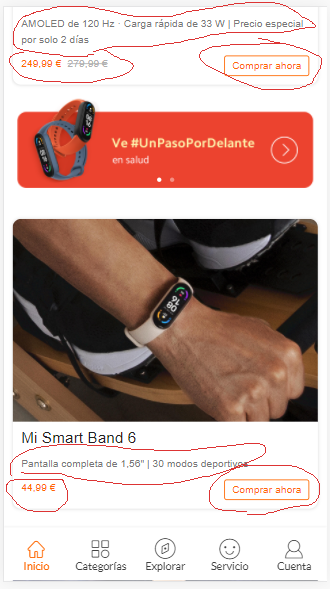 AMOLED de 120 Hz · Carga rápida de 33 W | Precio especial
por solo 2 días
249,99 € 279,99 €
Comprar ahora
Ve #UnPasoPorDelante
en salud
Mi Smart Band 6
Pantalla completa de 1,56" | 30 modos deportivos
44,99 €
Comprar ahora
Inicio Categorías Explorar Servicio Cuenta